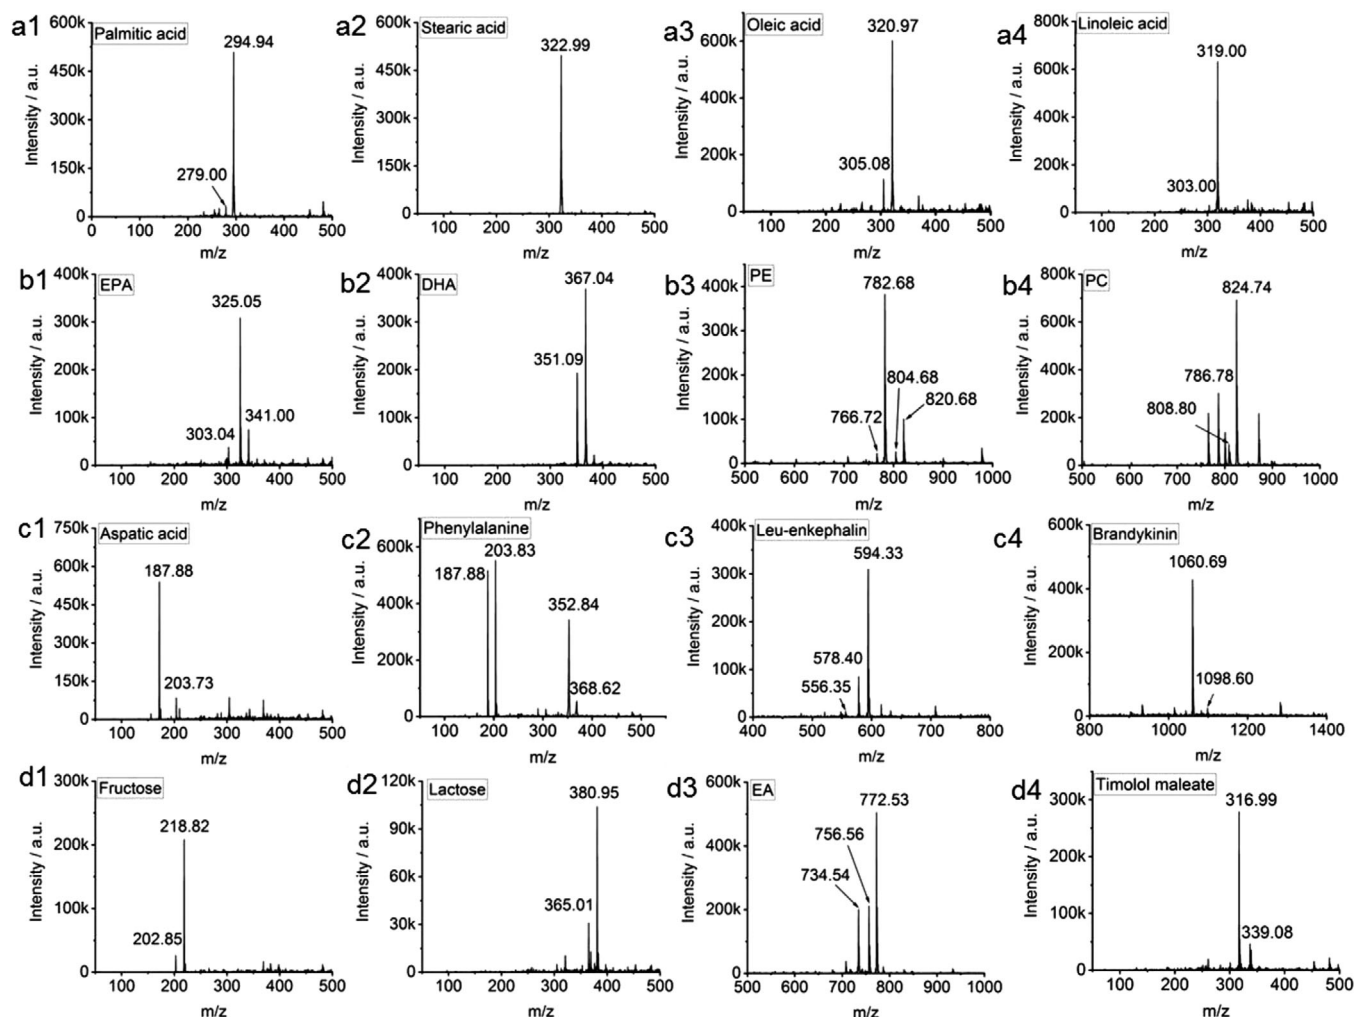 a1
Palmitic acid
294.94
279.00
600k
450k
300k
150k
0
0 100 200 300 400 500
Intensity / a.u.
m/z
a2
Stearic acid
322.99
600k
450k
300k
150k
0
100 200 300 400 500
Intensity / a.u.
m/z
a3
Oleic acid
320.97
305.08
600k
400k
200k
0
100 200 300 400 500
Intensity / a.u.
m/z
a4
Linoleic acid
319.00
303.00
800k
600k
400k
200k
0
100 200 300 400 500
Intensity / a.u.
m/z
b1
EPA
325.05
341.00
303.04
400k
300k
200k
100k
0
100 200 300 400 500
Intensity / a.u.
m/z
b2
DHA
367.04
351.09
400k
300k
200k
100k
0
100 200 300 400 500
Intensity / a.u.
m/z
b3
PE
782.68
804.68
766.72
820.68
400k
300k
200k
100k
0
500 600 700 800 900 1000
Intensity / a.u.
m/z
b4
PC
824.74
786.78
808.80
800k
600k
400k
200k
0
500 600 700 800 900 1000
Intensity / a.u.
m/z
c1
Aspatic acid
187.88
203.73
750k
600k
450k
300k
150k
0
100 200 300 400 500
Intensity / a.u.
m/z
c2
Phenylalanine
203.83
187.88
352.84
368.62
600k
400k
200k
0
100 200 300 400 500
Intensity / a.u.
m/z
c3
Leu-enkephalin
594.33
578.40
556.35
400k
300k
200k
100k
0
400 500 600 700 800
Intensity / a.u.
m/z
c4
Brandykinin
1060.69
1098.60
600k
400k
200k
0
800 1000 1200 1400
Intensity / a.u.
m/z
d1
Fructose
218.82
202.85
300k
200k
100k
0
100 200 300 400 500
Intensity / a.u.
m/z
d2
Lactose
380.95
365.01
120k
90k
60k
30k
0
100 200 300 400 500
Intensity / a.u.
m/z
d3
EA
772.53
756.56
734.54
600k
400k
200k
0
500 600 700 800 900 1000
Intensity / a.u.
m/z
d4
Timolol maleate
316.99
339.08
300k
200k
100k
0
100 200 300 400 500
Intensity / a.u.
m/z